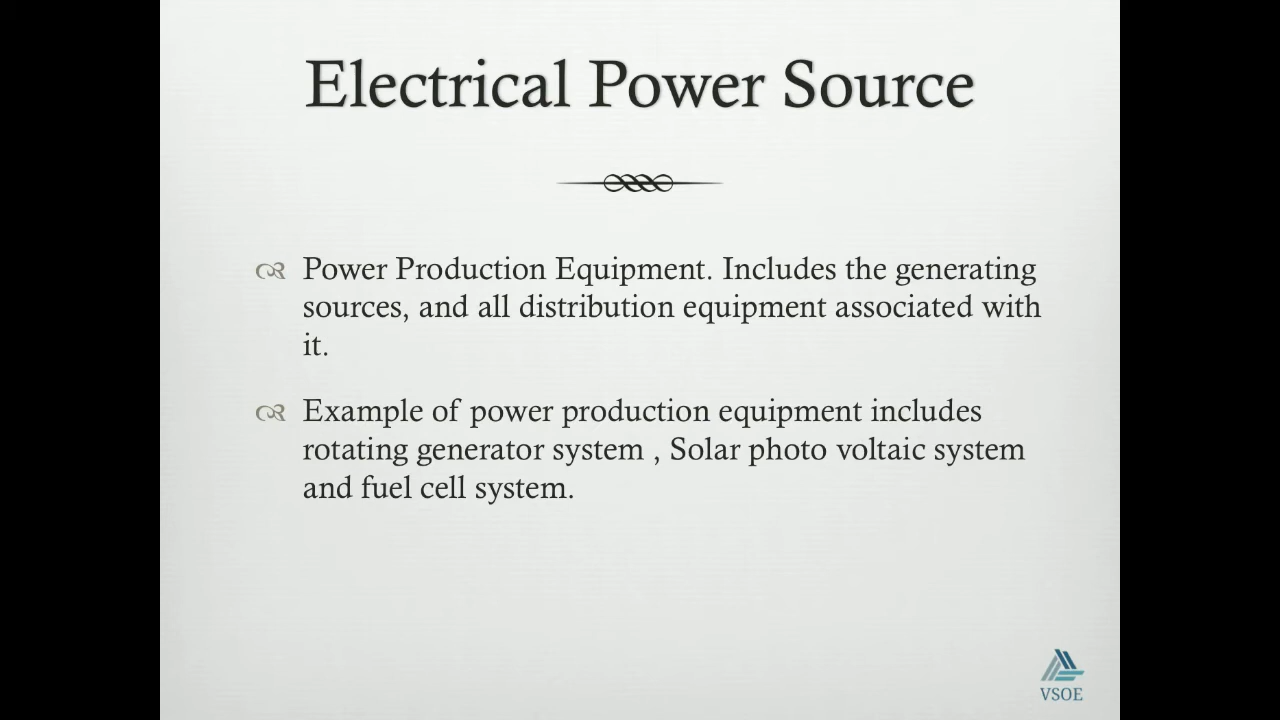 Electrical Power Source
Power Production Equipment. Includes the generating
sources, and all distribution equipment associated with
it.
Example of power production equipment includes
rotating generator system , Solar photo voltaic system
and fuel cell system.
VSOE